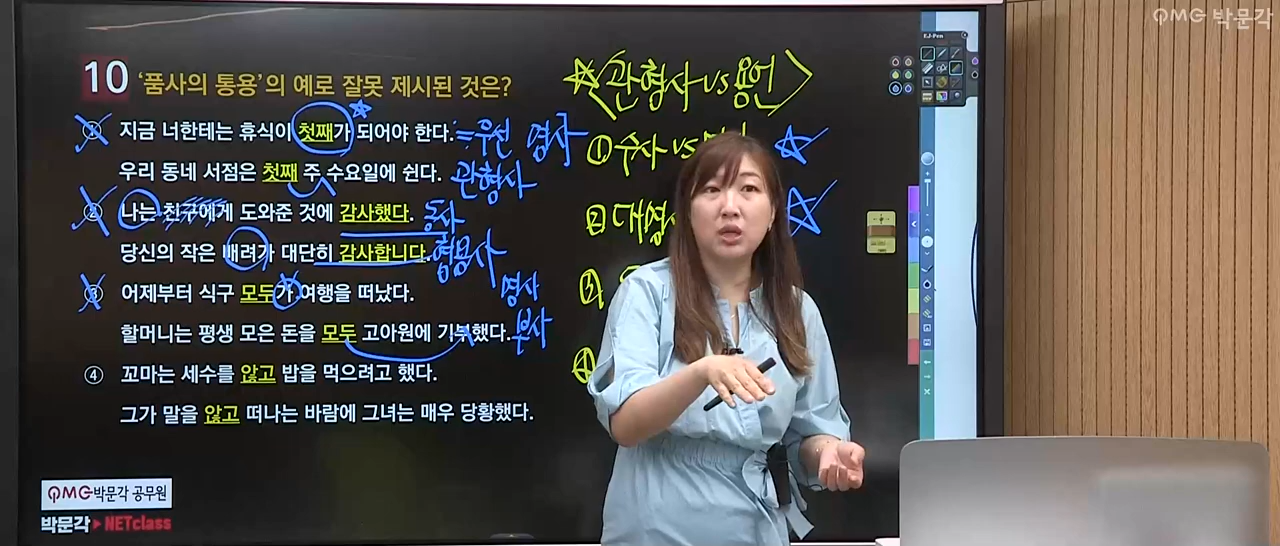 QMG 박문각
EJ-Pen
10 '품사의 통용'의 예로 잘못 제시된 것은?
① 지금 너한테는 휴식이 첫째가 되어야 한다. = 우선 명사
우리 동네 서점은 첫째 주 수요일에 쉰다. 관형사
② 나는 친구에게 도와준 것에 감사했다. 동사
당신의 작은 배려가 대단히 감사합니다. 형용사
③ 어제부터 식구 모두가 여행을 떠났다. 명사
할머니는 평생 모은 돈을 모두 고아원에 기부했다. 부사
④ 꼬마는 세수를 않고 밥을 먹으려고 했다.
그가 말을 않고 떠나는 바람에 그녀는 매우 당황했다.
<관형사 vs 용언>
① 수사 vs
② 대명
③
④
QMG 박문각 공무원
박문각 NETclass